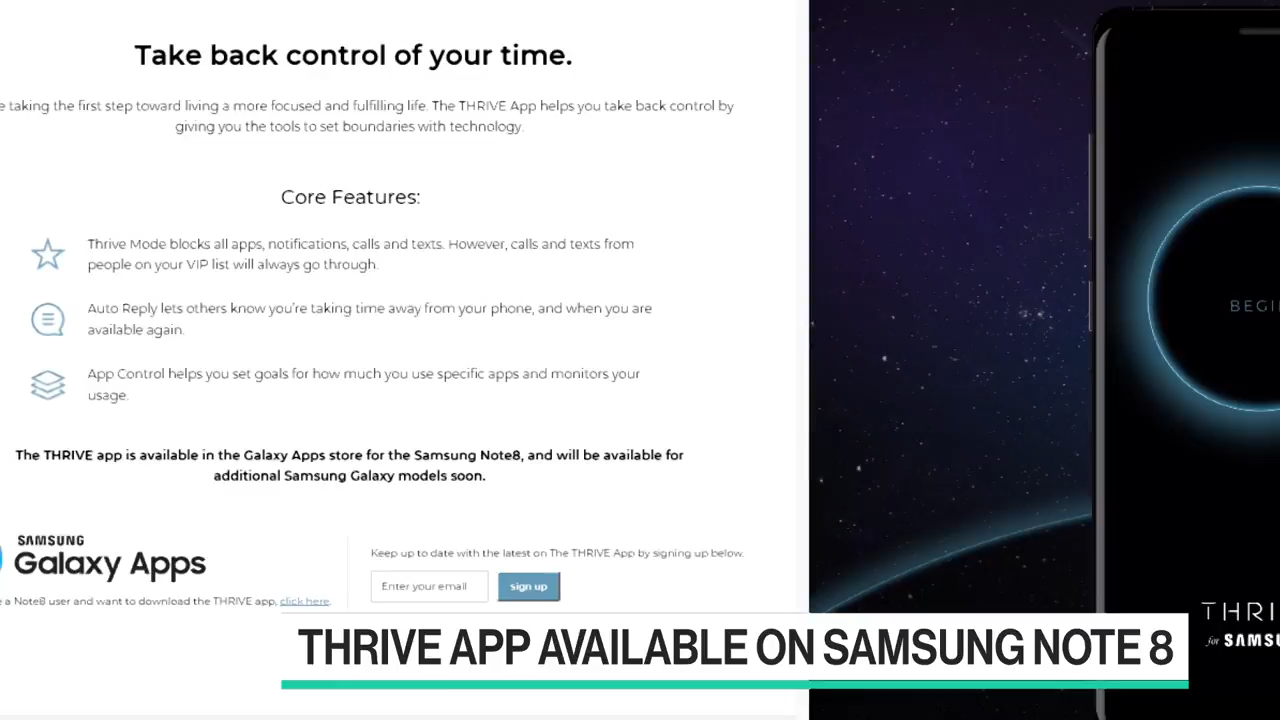 Take back control of your time.
e taking the first step toward living a more focused and fulfilling life. The THRIVE App helps you take back control by
giving you the tools to set boundaries with technology.
Core Features:
Thrive Mode blocks all apps, notifications, calls and texts. However, calls and texts from
people on your VIP list will always go through.
Auto Reply lets others know you're taking time away from your phone, and when you are
available again.
App Control helps you set goals for how much you use specific apps and monitors your
usage.
The THRIVE app is available in the Galaxy Apps store for the Samsung Note8, and will be available for
additional Samsung Galaxy models soon.
SAMSUNG
Galaxy Apps
e a Note8 user and want to download the THRIVE app, click here.
Keep up to date with the latest on The THRIVE App by signing up below.
Enter your email
sign up
BEGI
THRI
for SAMSU
THRIVE APP AVAILABLE ON SAMSUNG NOTE 8